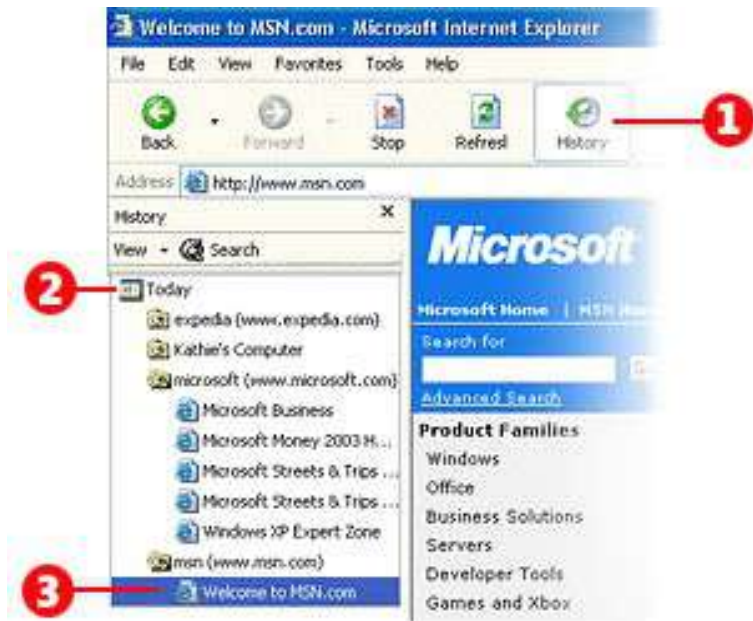 Welcome to MSN.com - Microsoft Internet Explorer
File Edit View Favorites Tools Help
Back Forward Stop Refresl History
1
Address http://www.msn.com
History x
View Search
Microsoft
2
Today
Microsoft Home | MSN
expedia (www.expedia.com)
Search for
Kathie's Computer
microsoft (www.microsoft.com)
Advanced Search
Microsoft Business
Product Families
Microsoft Money 2003 H...
Windows
Microsoft Streets & Trips ...
Office
Microsoft Streets & Trips ...
Business Solutions
Windows XP Expert Zone
Servers
msn (www.msn.com)
Developer Tools
3
Welcome to MSN.com
Games and Xbox